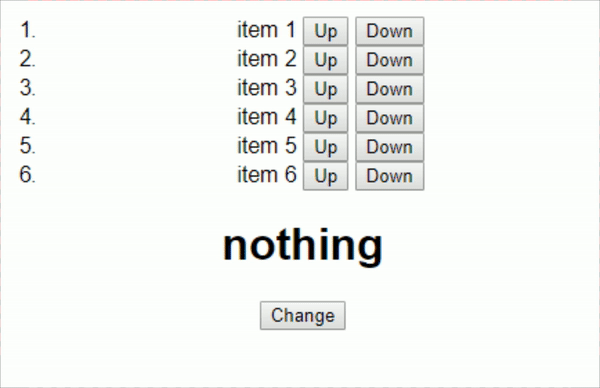 1. item 1 Up Down
2. item 2 Up Down
3. item 3 Up Down
4. item 4 Up Down
5. item 5 Up Down
6. item 6 Up Down
nothing
Change